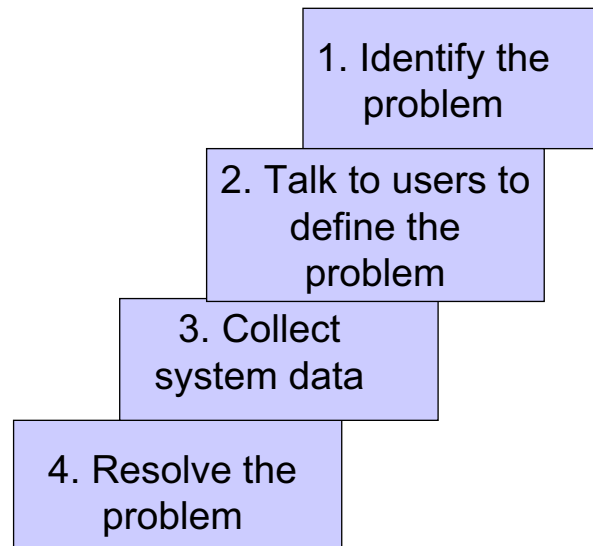 1. Identify the
problem
2. Talk to users to
define the
problem
3. Collect
system data
4. Resolve the
problem